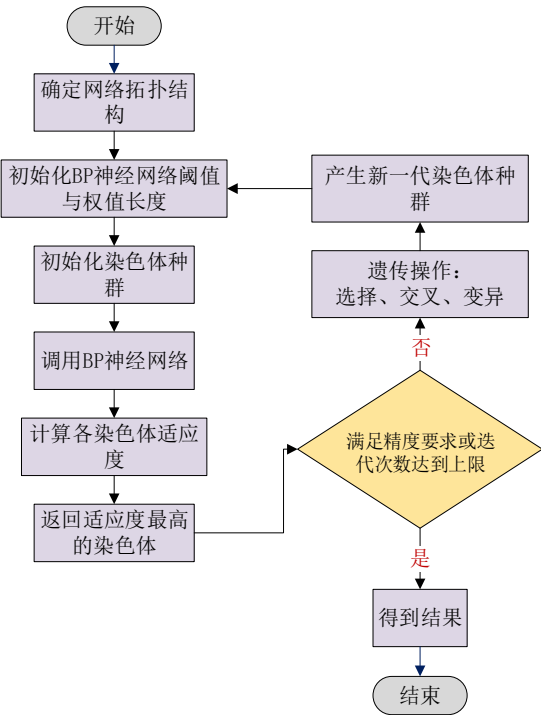 开始
确定网络拓扑结
构
初始化BP神经网络阈值
与权值长度
初始化染色体种
群
调用BP神经网络
计算各染色体适应
度
返回适应度最高
的染色体
产生新一代染色体种
群
遗传操作：
选择、交叉、变异
否
满足精度要求或迭
代次数达到上限
是
得到结果
结束